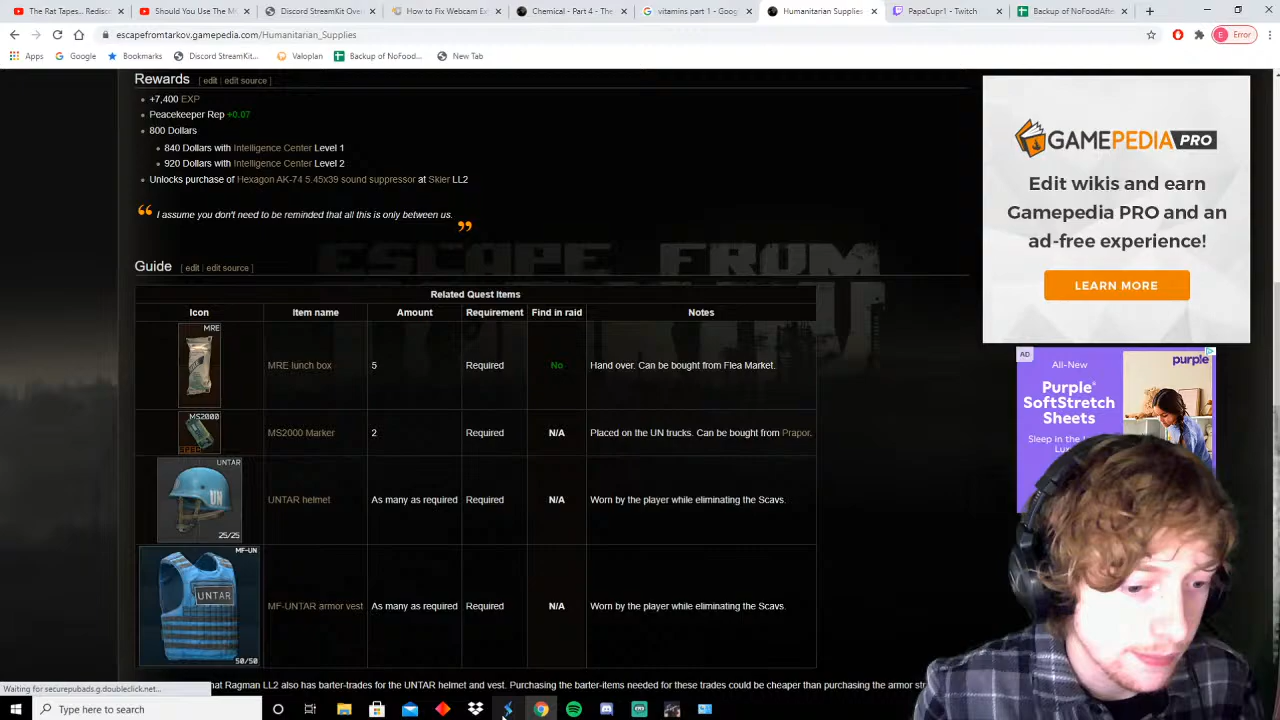 The Rat Tapes... | Redisc
Should You Use The M
Discord StreamKit Ove
How to Fix Webcam Ex
Chemical - Part 4 - The
vitamins part 1 - Goog
Humanitarian Supplies
PapaCup1 - Twitch
Backup of NoFoodAfte
escapefromtarkov.gamepedia.com/Humanitarian_Supplies
Error
Apps
Google
Bookmarks
Discord StreamKit...
Valoplan
Backup of NoFood...
New Tab
Rewards [ edit | edit source ]
+7,400 EXP
Peacekeeper Rep +0.07
800 Dollars
840 Dollars with Intelligence Center Level 1
920 Dollars with Intelligence Center Level 2
Unlocks purchase of Hexagon AK-74 5.45x39 sound suppressor at Skier LL2
I assume you don't need to be reminded that all this is only between us.
ESCAPE FROM
Guide [ edit | edit source ]
Related Quest Items
Icon Item name Amount Requirement Find in raid Notes
MRE
MRE lunch box 5 Required No Hand over. Can be bought from Flea Market.
MS2000
MS2000 Marker 2 Required N/A Placed on the UN trucks. Can be bought from Prapor.
UNTAR
UN
25/25
UNTAR helmet As many as required Required N/A Worn by the player while eliminating the Scavs.
MF-UN
UNTAR
50/50
MF-UNTAR armor vest As many as required Required N/A Worn by the player while eliminating the Scavs.
hat Ragman LL2 also has barter-trades for the UNTAR helmet and vest. Purchasing the barter-items needed for these trades could be cheaper than purchasing the armor str
Waiting for securepubads.g.doubleclick.net...
GAMEPEDIA PRO
Edit wikis and earn
Gamepedia PRO and an
ad-free experience!
LEARN MORE
AD
purple
All-New
Purple®
SoftStretch
Sheets
Sleep in the
Lux
Type here to search